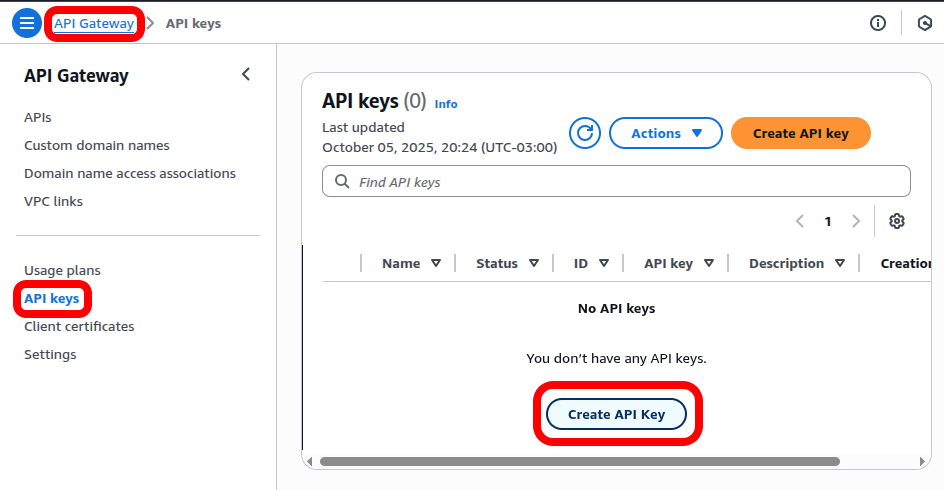 API Gateway > API keys
API Gateway
APIs
Custom domain names
Domain name access associations
VPC links
Usage plans
API keys
Client certificates
Settings
API keys (0) Info
Last updated
October 05, 2025, 20:24 (UTC-03:00)
Actions
Create API key
Find API keys
1
Name Status ID API key Description Creation
No API keys
You don't have any API keys.
Create API Key